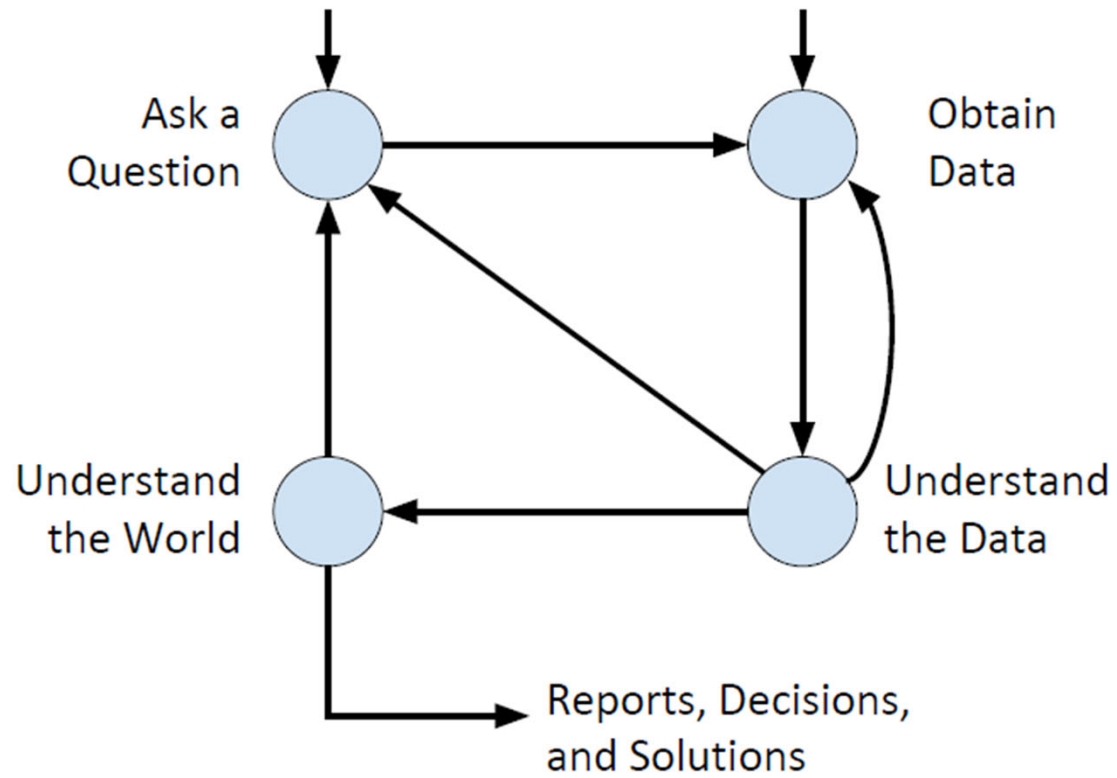 Ask a
Question
Obtain
Data
Understand
the World
Understand
the Data
Reports, Decisions,
and Solutions